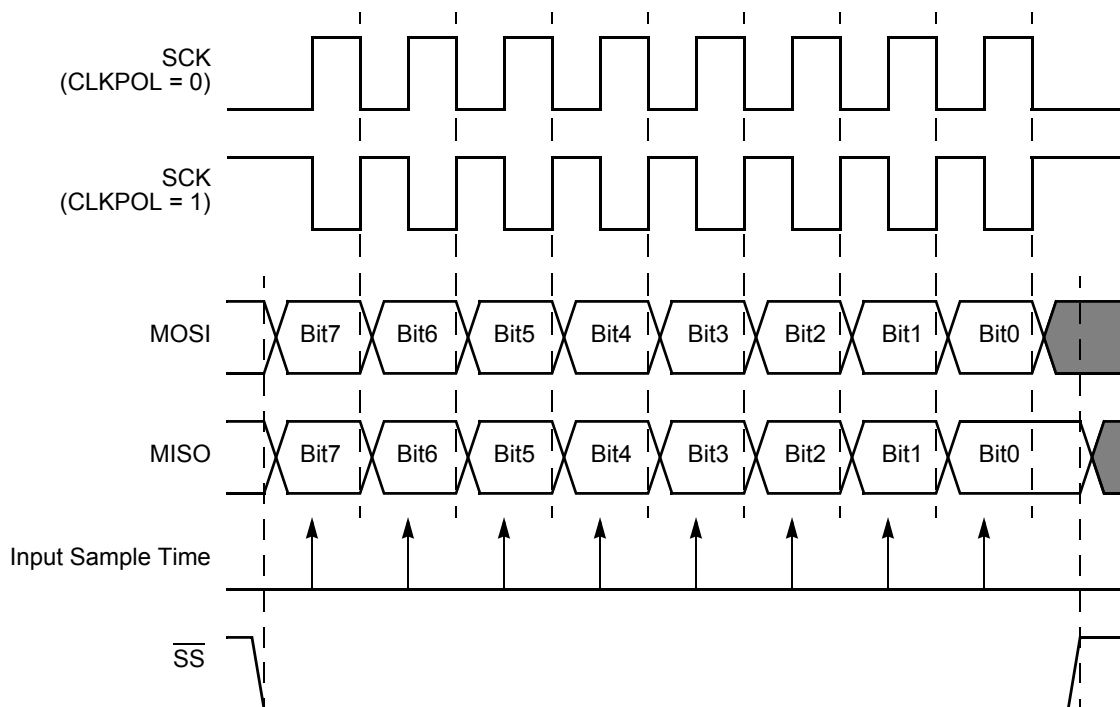 SCK
(CLKPOL = 0)
SCK
(CLKPOL = 1)
MOSI
Bit7 Bit6 Bit5 Bit4 Bit3 Bit2 Bit1 Bit0
MISO
Bit7 Bit6 Bit5 Bit4 Bit3 Bit2 Bit1 Bit0
Input Sample Time
S̅S̅